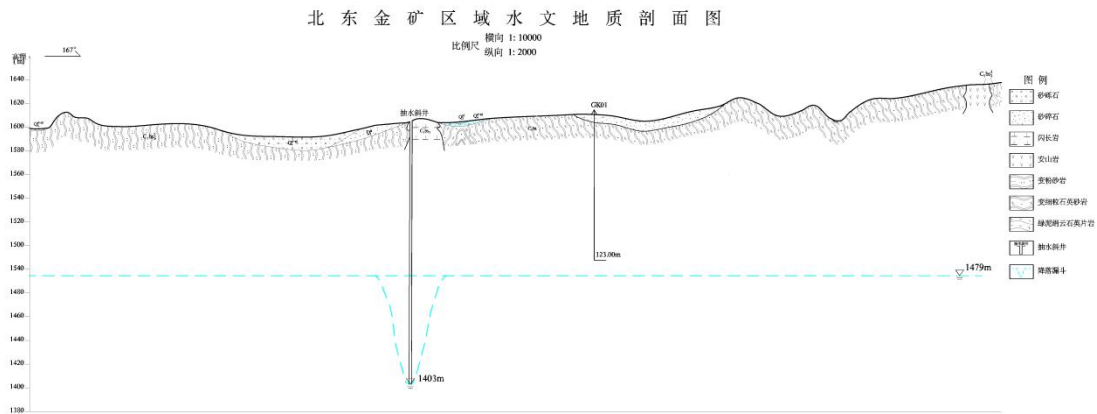 北东金矿区域水文地质剖面图
比例尺
横向 1: 10000
纵向 1: 2000
167°
1640
1620
1600
1580
1560
1540
1520
1500
1540
1480
1460
1440
1420
1400
1380
抽水斜井
GK01
123.00m
1479m
1403m
图 例
砂砾石
砂碎石
闪长岩
安山岩
变粉砂岩
变细粒石英砂岩
绿泥绢云石英片岩
抽水斜井
降落漏斗